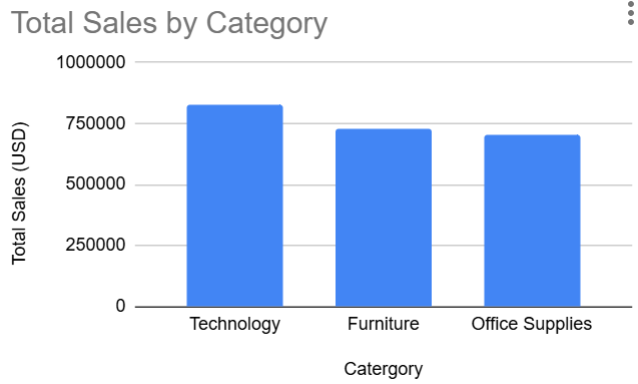 Total Sales by Category
1000000
750000
500000
250000
0
Total Sales (USD)
Technology
Furniture
Office Supplies
Catergory